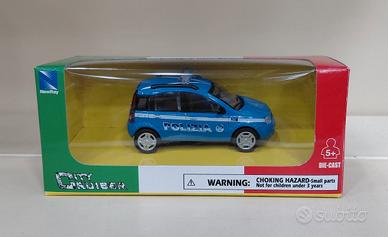 NewRay
POLIZIA
5+
DIE-CAST
CITY
CRUISER
WARNING:
CHOKING HAZARD-Small parts
Not for children under 3 years
subito